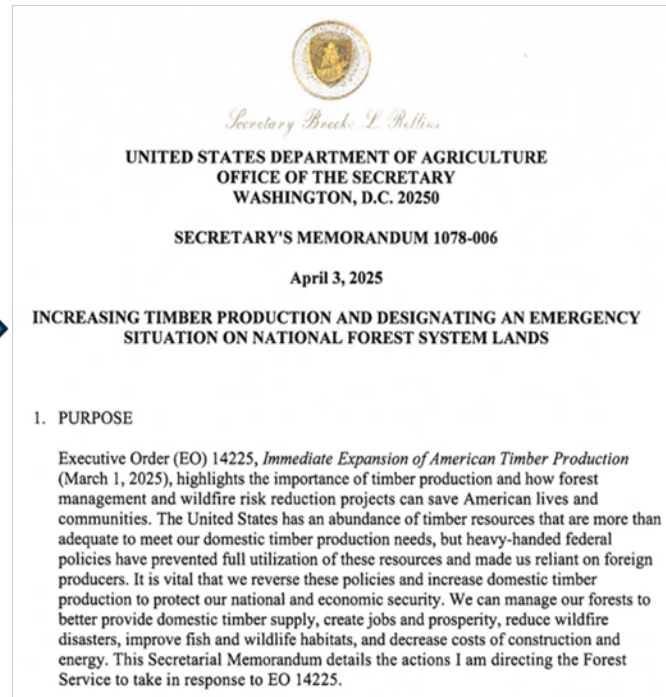 Secretary Brooke L. Rollins
UNITED STATES DEPARTMENT OF AGRICULTURE
OFFICE OF THE SECRETARY
WASHINGTON, D.C. 20250
SECRETARY'S MEMORANDUM 1078-006
April 3, 2025
INCREASING TIMBER PRODUCTION AND DESIGNATING AN EMERGENCY
SITUATION ON NATIONAL FOREST SYSTEM LANDS
1. PURPOSE
Executive Order (EO) 14225, Immediate Expansion of American Timber Production
(March 1, 2025), highlights the importance of timber production and how forest
management and wildfire risk reduction projects can save American lives and
communities. The United States has an abundance of timber resources that are more than
adequate to meet our domestic timber production needs, but heavy-handed federal
policies have prevented full utilization of these resources and made us reliant on foreign
producers. It is vital that we reverse these policies and increase domestic timber
production to protect our national and economic security. We can manage our forests to
better provide domestic timber supply, create jobs and prosperity, reduce wildfire
disasters, improve fish and wildlife habitats, and decrease costs of construction and
energy. This Secretarial Memorandum details the actions I am directing the Forest
Service to take in response to EO 14225.